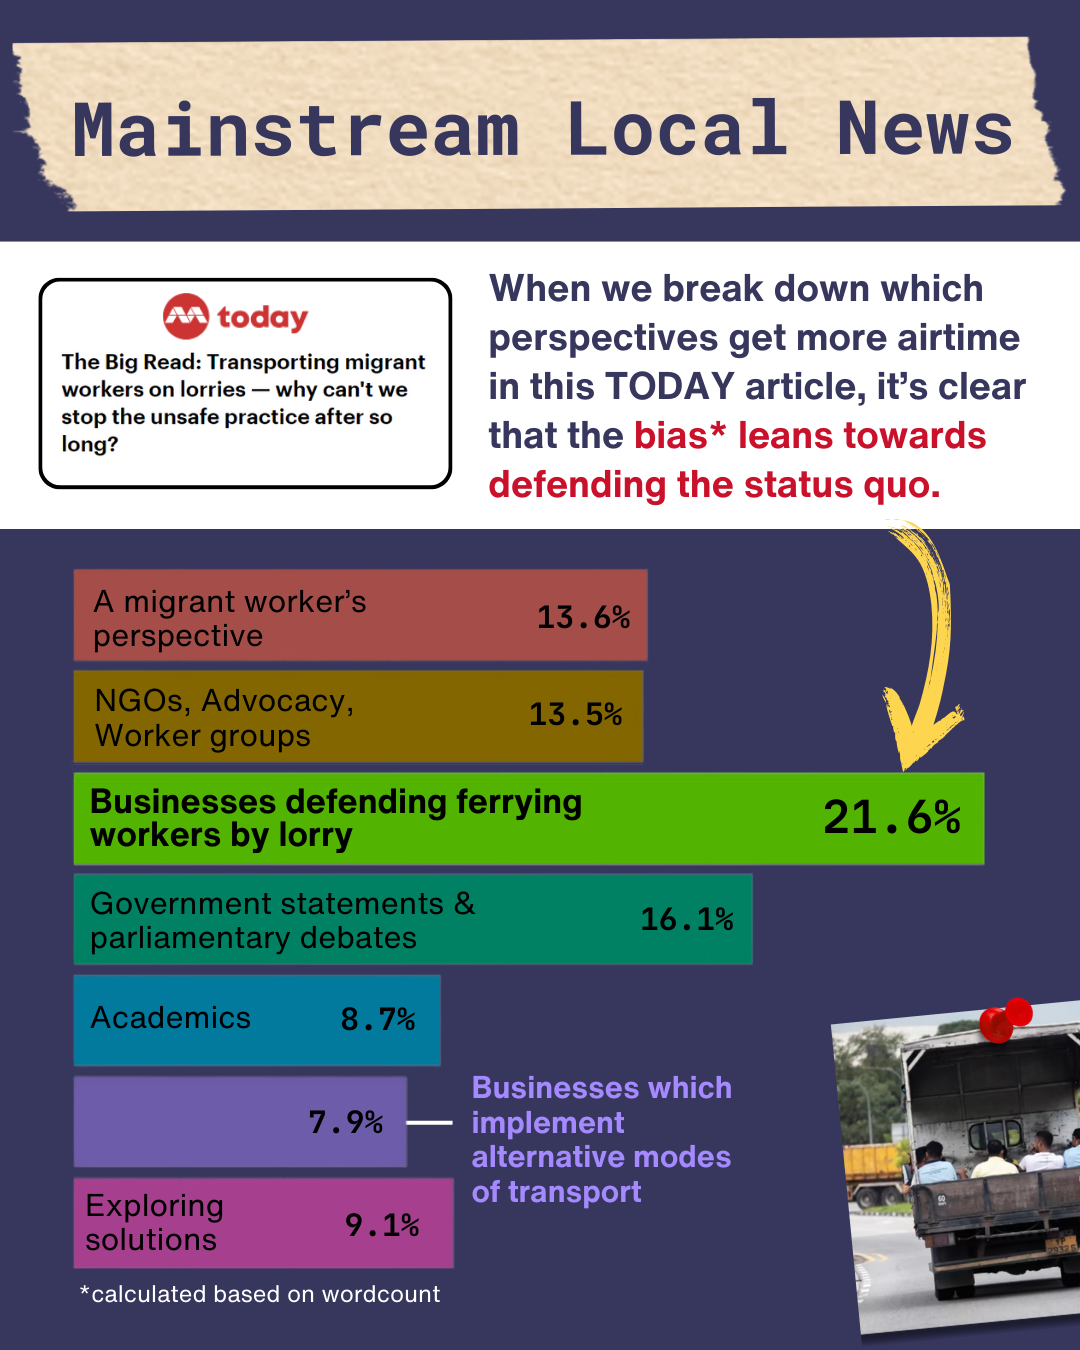 Mainstream Local News
today
The Big Read: Transporting migrant
workers on lorries — why can't we
stop the unsafe practice after so
long?
When we break down which
perspectives get more airtime
in this TODAY article, it’s clear
that the bias* leans towards
defending the status quo.
A migrant worker’s
perspective
13.6%
NGOs, Advocacy,
Worker groups
13.5%
Businesses defending ferrying
workers by lorry
21.6%
Government statements &
parliamentary debates
16.1%
Academics
8.7%
7.9%
Businesses which
implement
alternative modes
of transport
Exploring
solutions
9.1%
*calculated based on wordcount
60